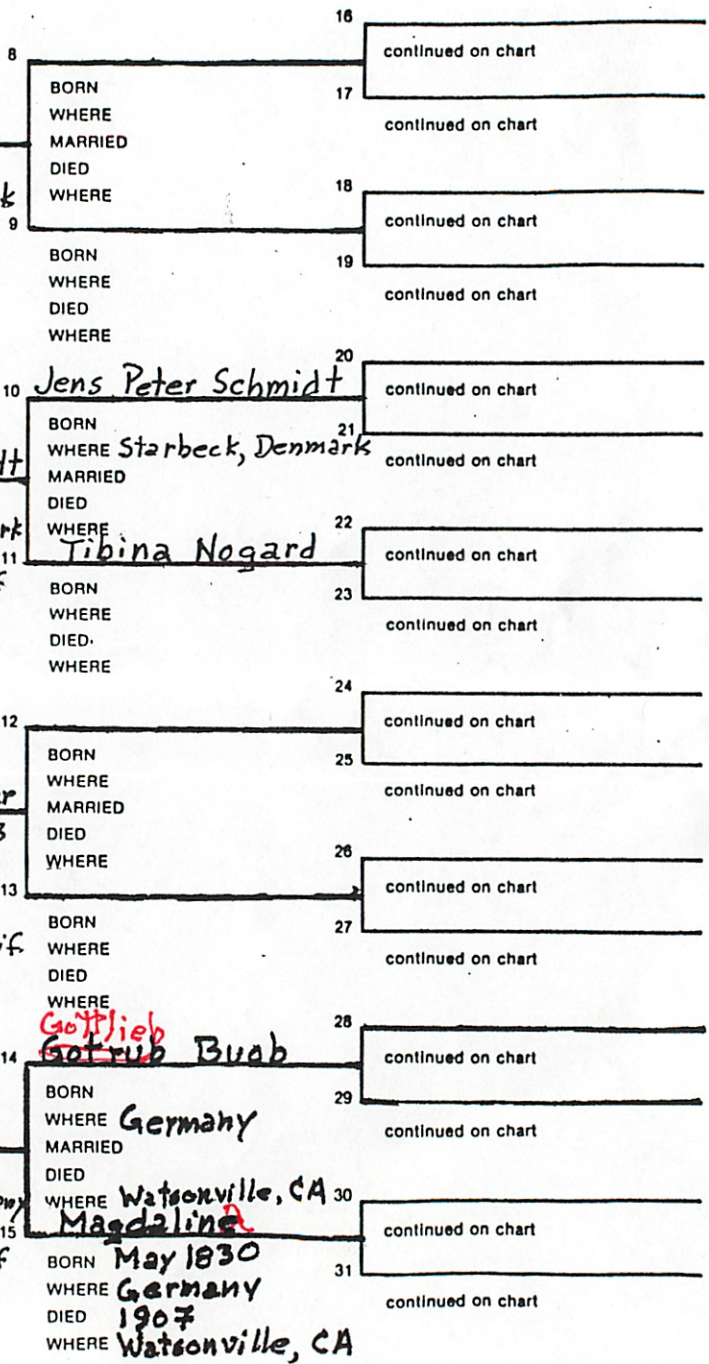 16
continued on chart
8
17
continued on chart
BORN
WHERE
MARRIED
DIED
WHERE
18
continued on chart
9
19
continued on chart
BORN
WHERE
DIED
WHERE
20
continued on chart
10 Jens Peter Schmidt
21
continued on chart
BORN
WHERE Starbeck, Denmark
MARRIED
DIED
WHERE
22
continued on chart
11 Tibina Nogard
23
continued on chart
BORN
WHERE
DIED.
WHERE
24
continued on chart
12
25
continued on chart
BORN
WHERE
MARRIED
DIED
WHERE
26
continued on chart
13
27
continued on chart
BORN
WHERE
DIED
WHERE
28
continued on chart
Gottlieb
14 Gotrub Buob
29
continued on chart
BORN
WHERE Germany
MARRIED
DIED
WHERE Watsonville, CA
30
continued on chart
15 Magdaline
31
continued on chart
BORN May 1830
WHERE Germany
DIED 1907
WHERE Watsonville, CA